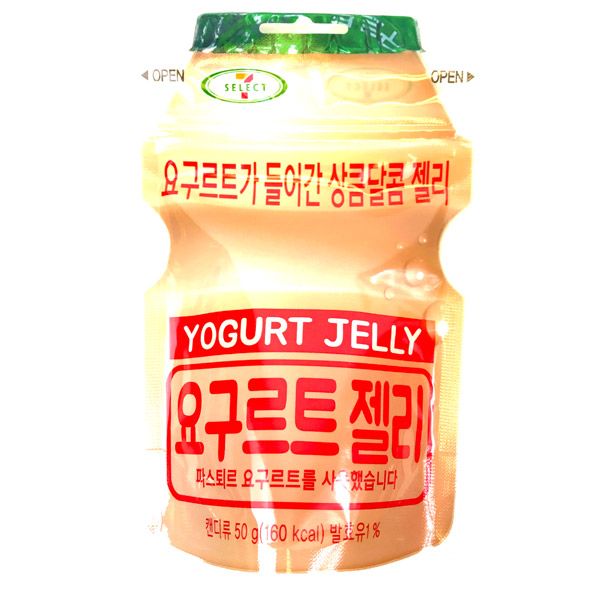 OPEN
7
SELECT
OPEN
요구르트가 들어간 상큼달콤 젤리
YOGURT JELLY
요구르트 젤리
파스퇴르 요구르트를 사용했습니다
캔디류 50 g(160 kcal) 발효유1%